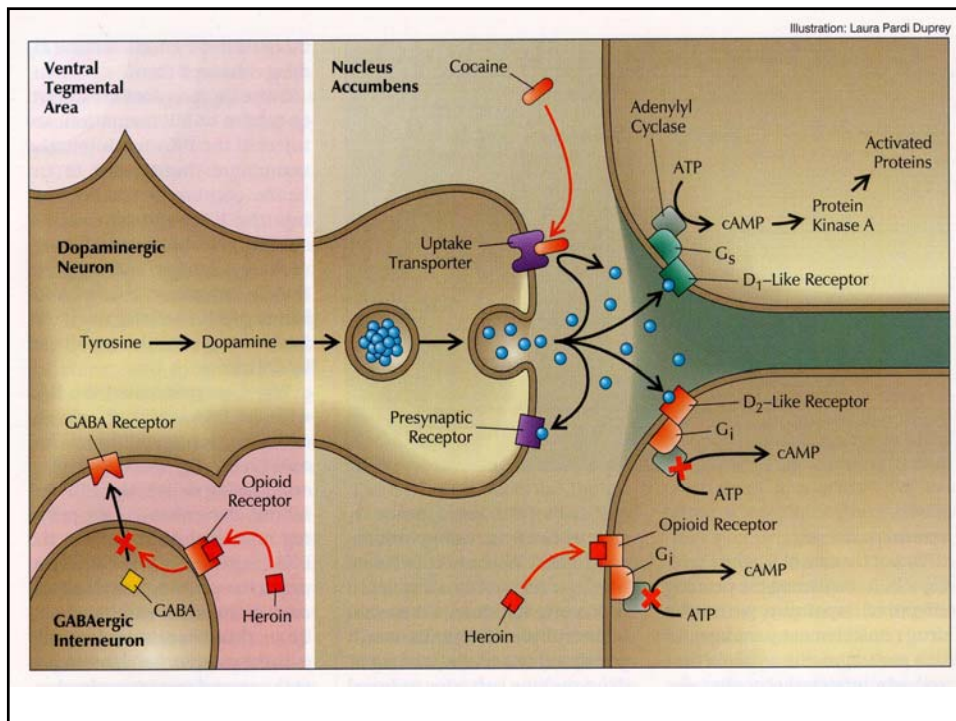 Illustration: Laura Pardi Duprey
Ventral
Tegmental
Area
Nucleus
Accumbens
Cocaine
Adenylyl
Cyclase
ATP
Activated
Proteins
cAMP
Protein
Kinase A
Gs
D1–Like Receptor
Uptake
Transporter
Dopaminergic
Neuron
Tyrosine
Dopamine
Presynaptic
Receptor
D2–Like Receptor
Gi
cAMP
ATP
GABA Receptor
Opioid
Receptor
GABA
Heroin
GABAergic
Interneuron
Opioid Receptor
Gi
cAMP
ATP
Heroin